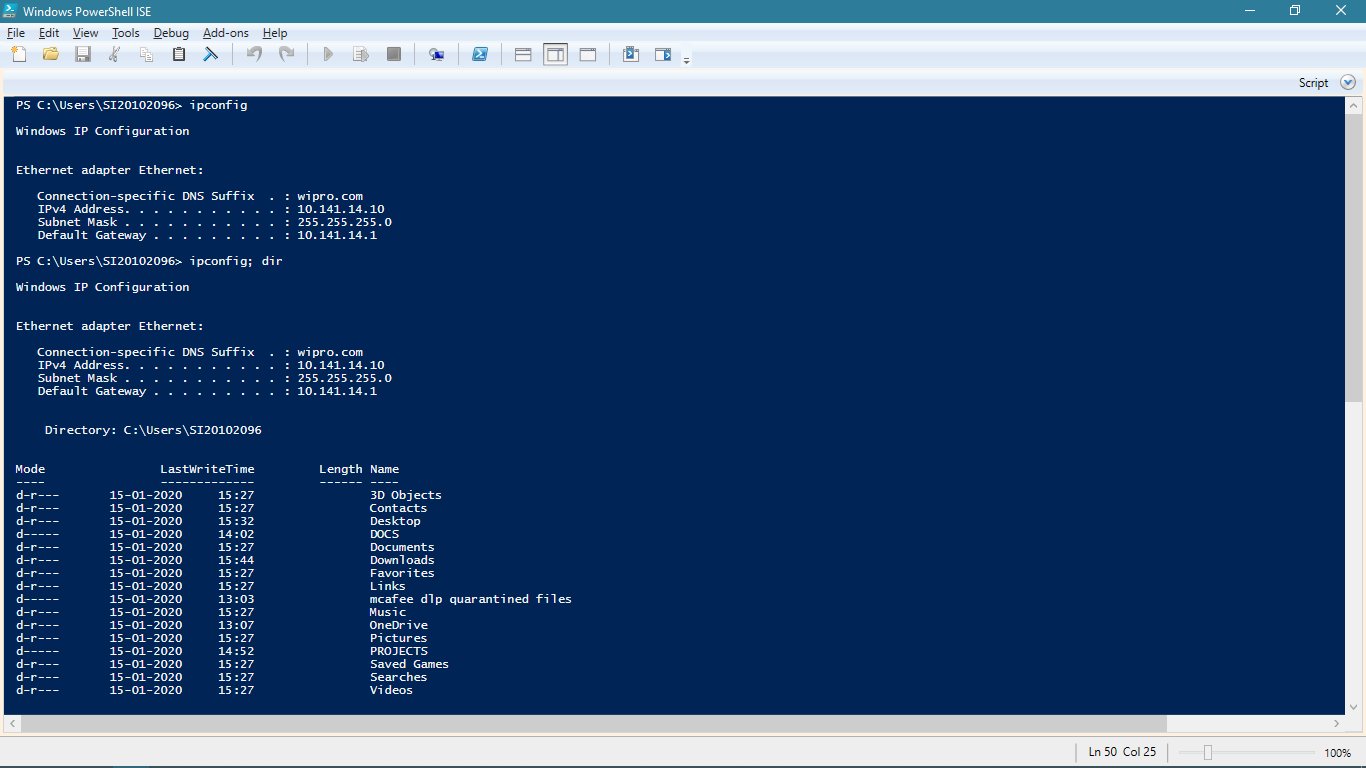 Windows PowerShell ISE
File Edit View Tools Debug Add-ons Help
Script
PS C:\Users\SI20102096> ipconfig
Windows IP Configuration
Ethernet adapter Ethernet:
   Connection-specific DNS Suffix  . : wipro.com
   IPv4 Address. . . . . . . . . . . : 10.141.14.10
   Subnet Mask . . . . . . . . . . . : 255.255.255.0
   Default Gateway . . . . . . . . . : 10.141.14.1
PS C:\Users\SI20102096> ipconfig; dir
Windows IP Configuration
Ethernet adapter Ethernet:
   Connection-specific DNS Suffix  . : wipro.com
   IPv4 Address. . . . . . . . . . . : 10.141.14.10
   Subnet Mask . . . . . . . . . . . : 255.255.255.0
   Default Gateway . . . . . . . . . : 10.141.14.1
    Directory: C:\Users\SI20102096
Mode                LastWriteTime         Length Name
----                -------------         ------ ----
d-r---       15-01-2020     15:27                3D Objects
d-r---       15-01-2020     15:27                Contacts
d-r---       15-01-2020     15:32                Desktop
d-----       15-01-2020     14:02                DOCS
d-r---       15-01-2020     15:27                Documents
d-r---       15-01-2020     15:44                Downloads
d-r---       15-01-2020     15:27                Favorites
d-r---       15-01-2020     15:27                Links
d-----       15-01-2020     13:03                mcafee dlp quarantined files
d-r---       15-01-2020     15:27                Music
d-r---       15-01-2020     13:07                OneDrive
d-r---       15-01-2020     15:27                Pictures
d-----       15-01-2020     14:52                PROJECTS
d-r---       15-01-2020     15:27                Saved Games
d-r---       15-01-2020     15:27                Searches
d-r---       15-01-2020     15:27                Videos
Ln 50 Col 25 100%